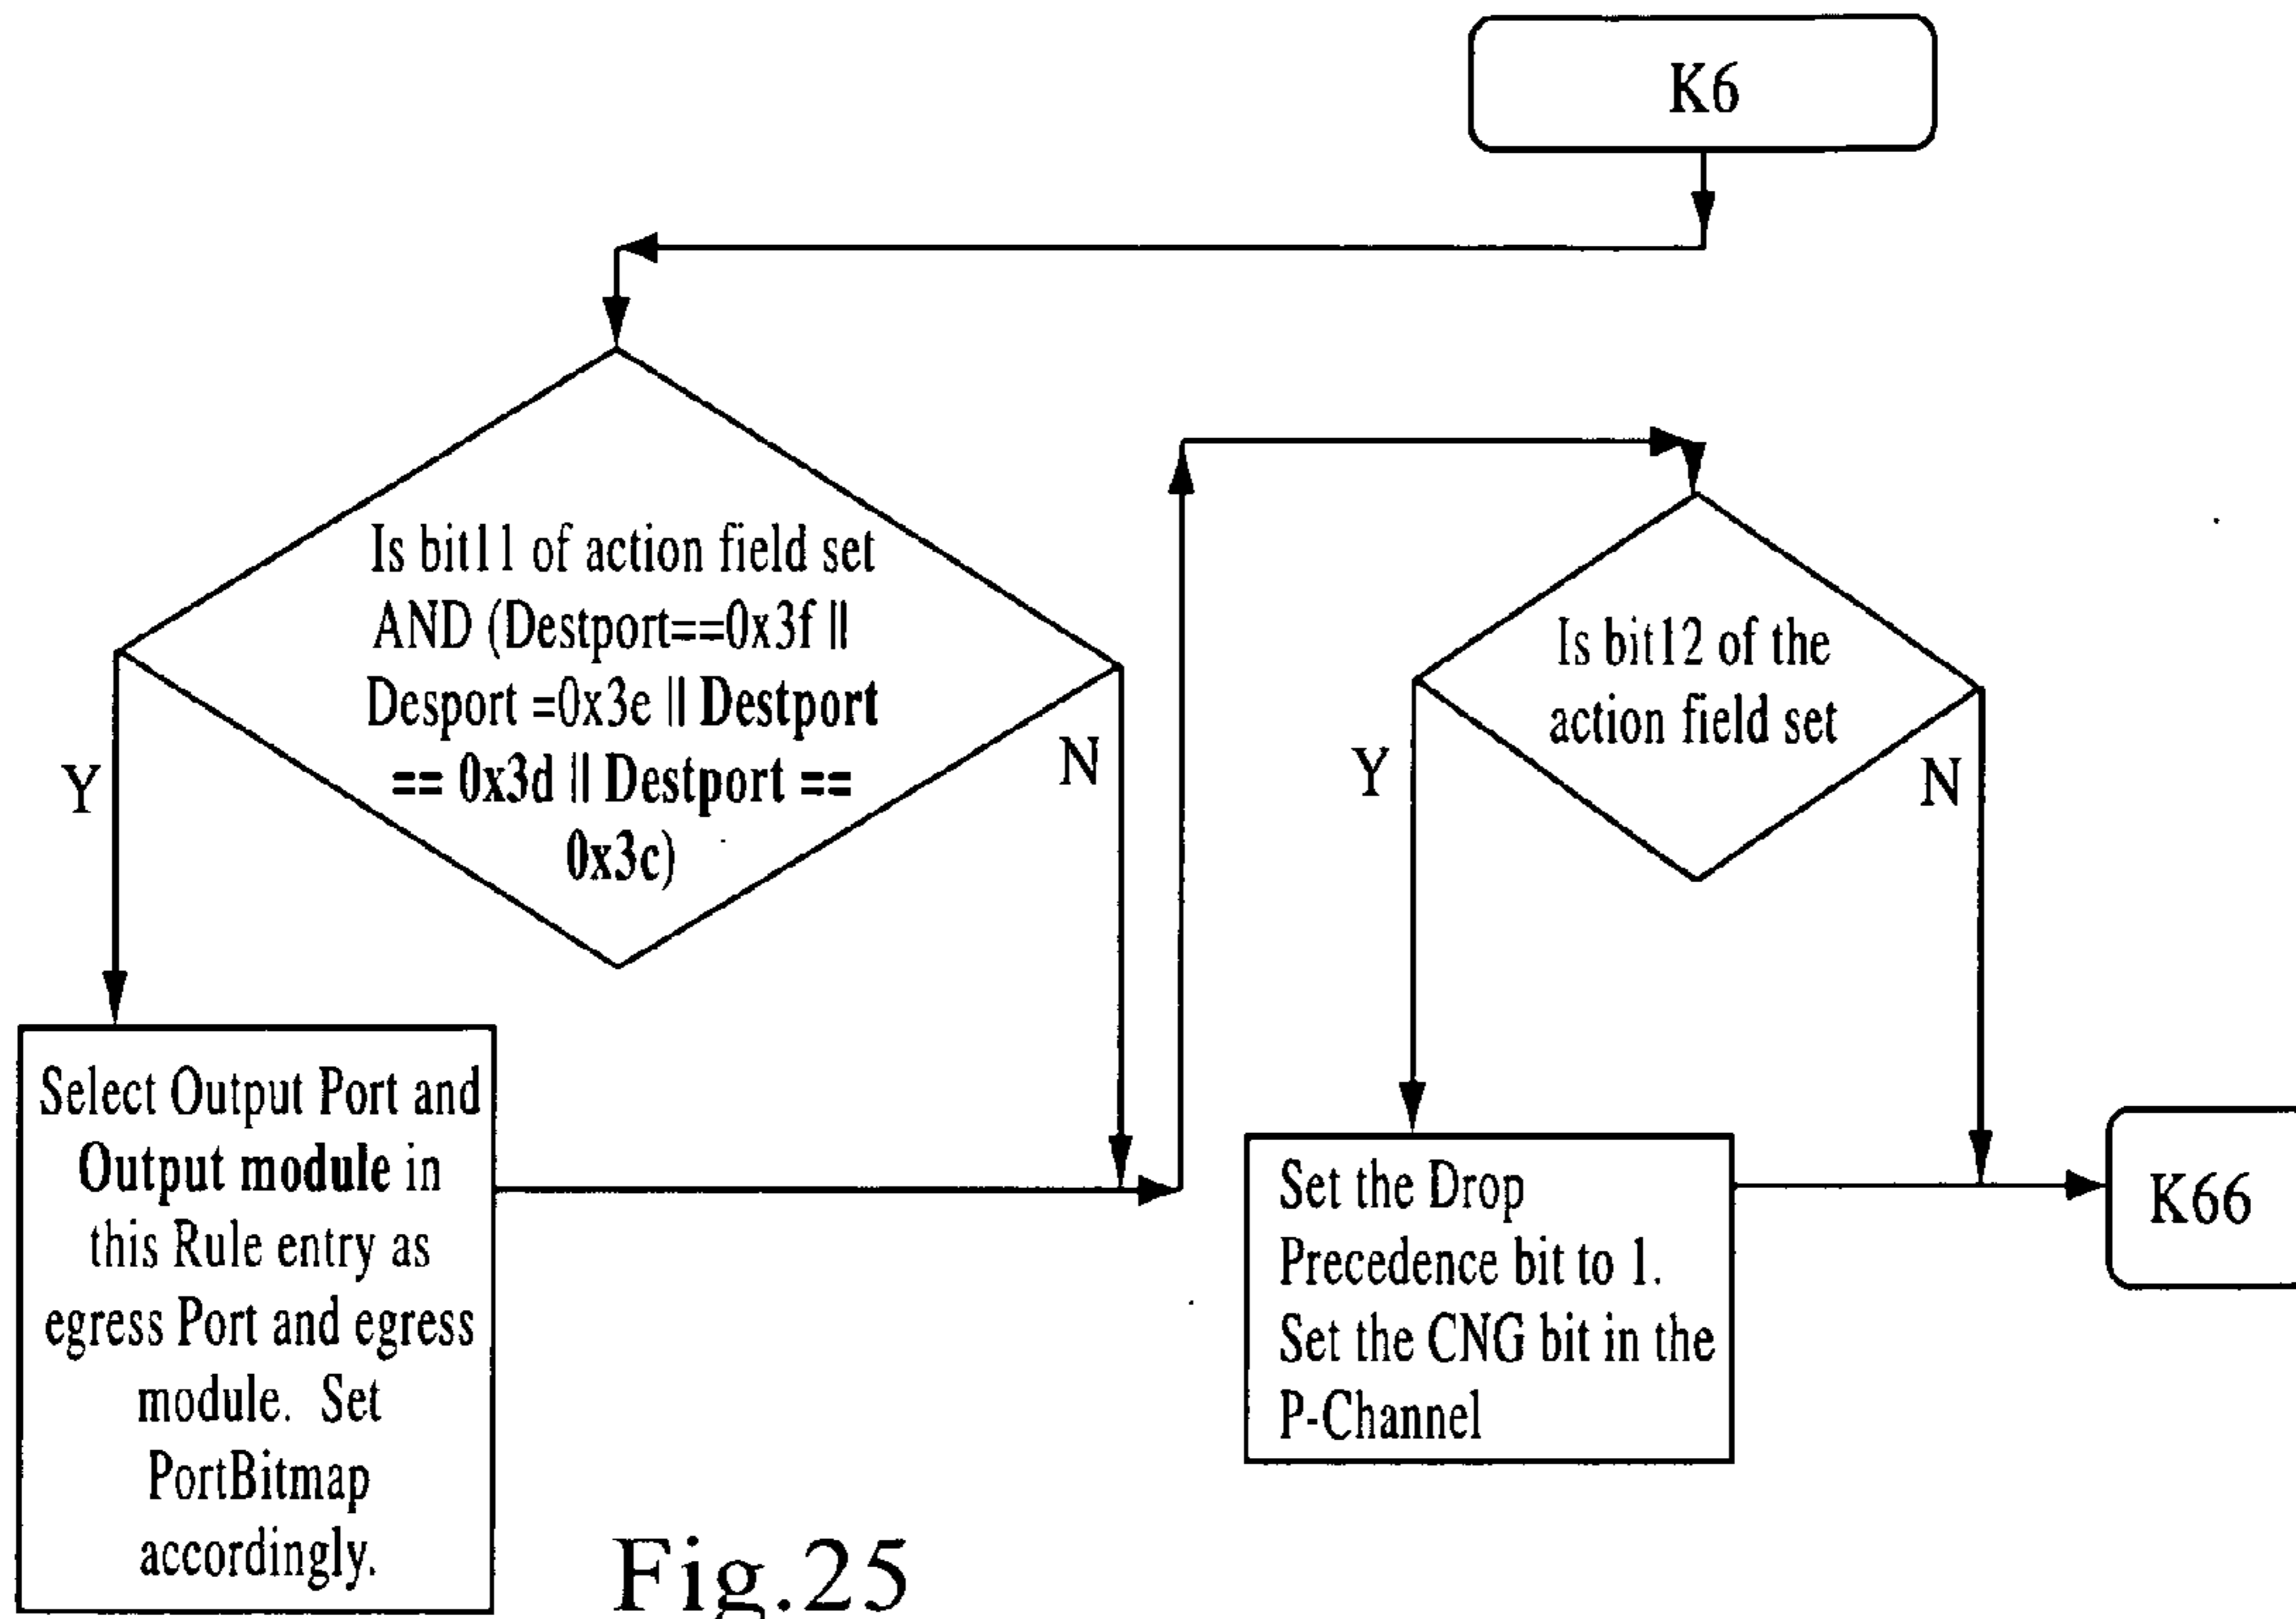 K6
Is bit11 of action field set
AND (Destport==0x3f ||
Desport =0x3e || Destport
== 0x3d || Destport ==
0x3c)
Y
N
Select Output Port and
Output module in
this Rule entry as
egress Port and egress
module. Set
PortBitmap
accordingly.
Is bit12 of the
action field set
Y
N
Set the Drop
Precedence bit to 1.
Set the CNG bit in the
P-Channel
K66
Fig.25